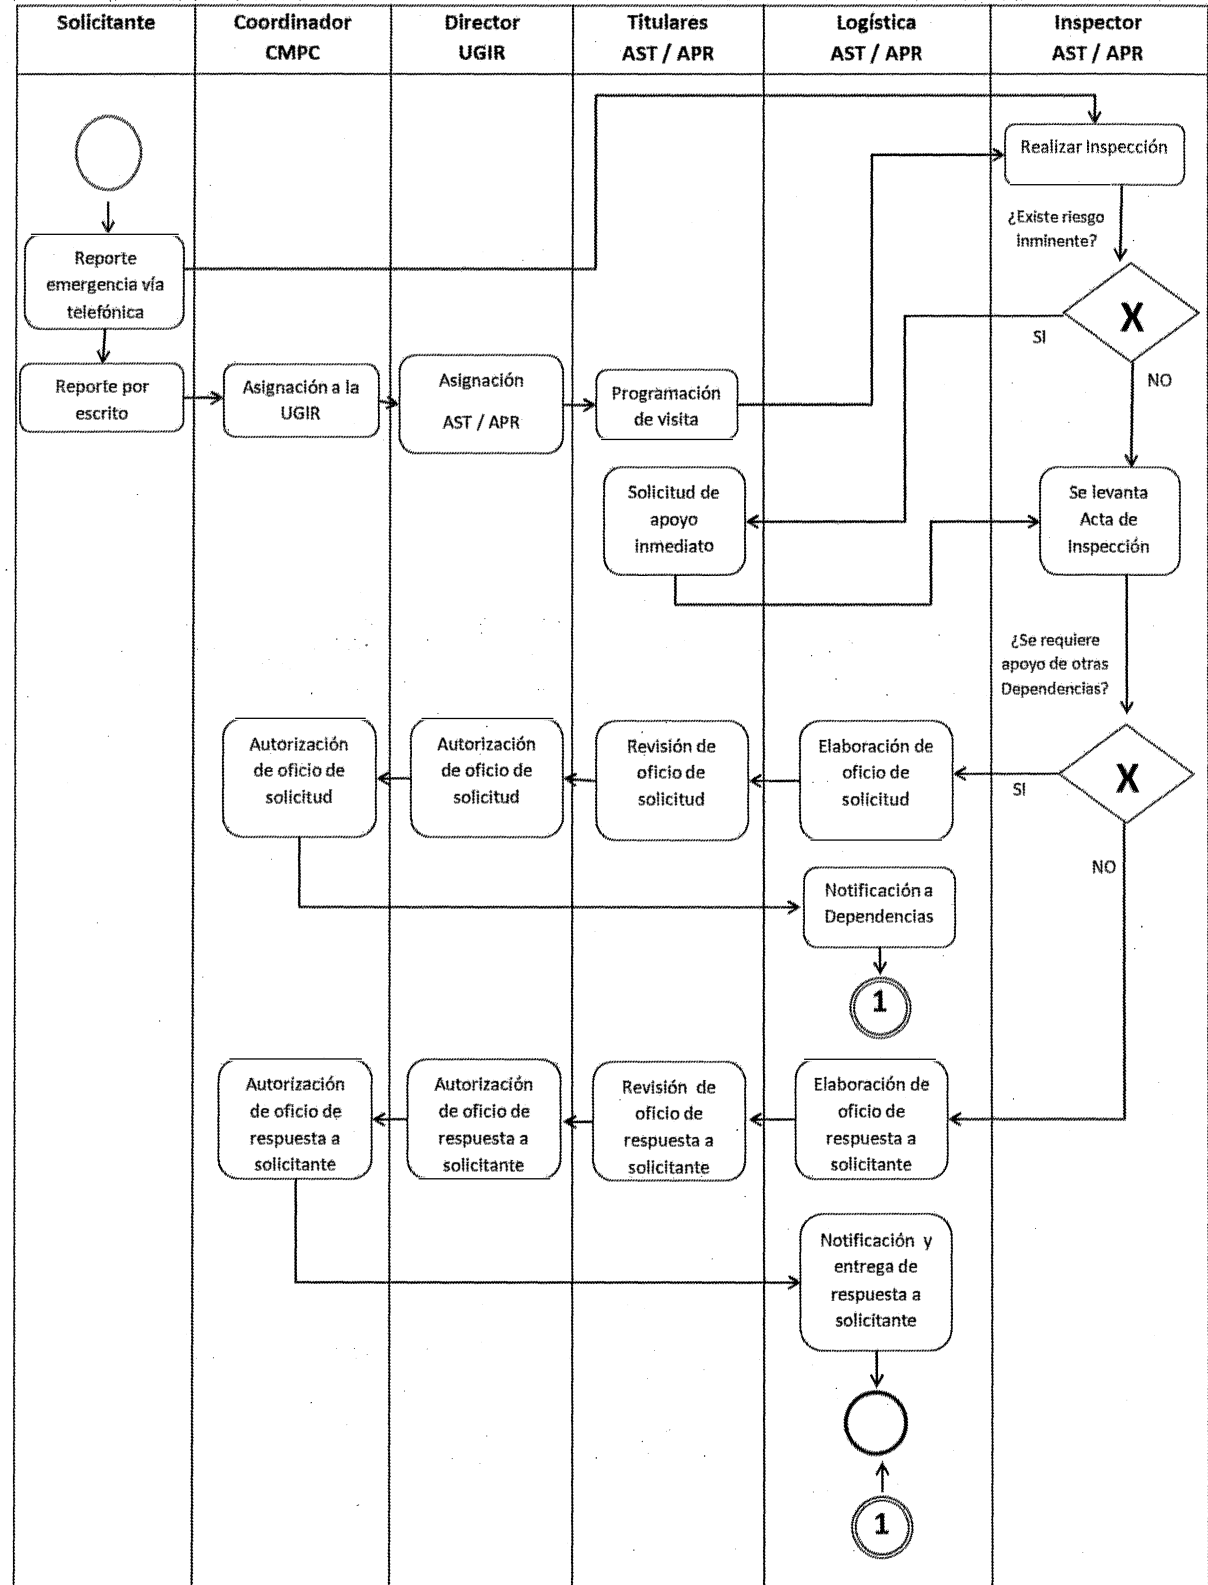 Solicitante
Coordinador
CMPC
Director
UGIR
Titulares
AST / APR
Logística
AST / APR
Inspector
AST / APR
Realizar Inspección
¿Existe riesgo
inminente?
X
SI
NO
Reporte
emergencia vía
telefónica
Reporte por
escrito
Asignación a la
UGIR
Asignación
AST / APR
Programación
de visita
Solicitud de
apoyo
inmediato
Se levanta
Acta de
Inspección
¿Se requiere
apoyo de otras
Dependencias?
X
SI
NO
Autorización
de oficio de
solicitud
Autorización
de oficio de
solicitud
Revisión de
oficio de
solicitud
Elaboración de
oficio de
solicitud
Notificación a
Dependencias
1
Autorización
de oficio de
respuesta a
solicitante
Autorización
de oficio de
respuesta a
solicitante
Revisión de
oficio de
respuesta a
solicitante
Elaboración de
oficio de
respuesta a
solicitante
Notificación y
entrega de
respuesta a
solicitante
1